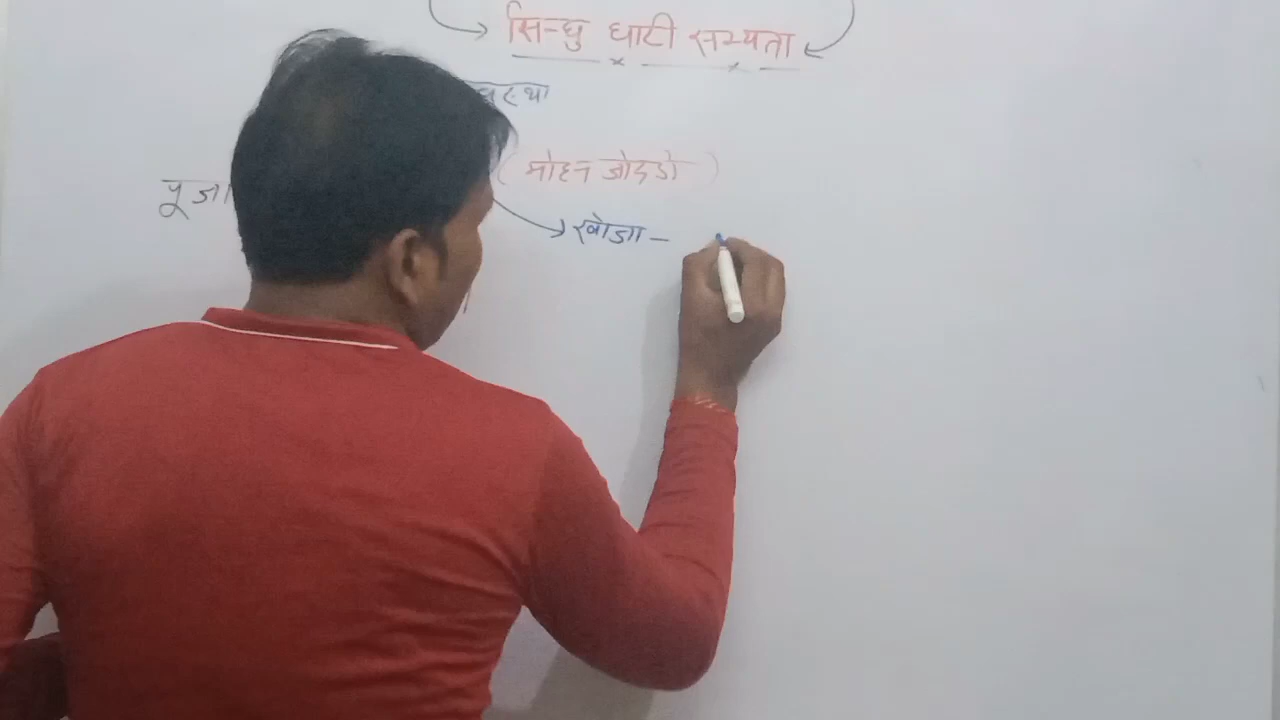 सिन्धु घाटी सभ्यता
( मोहन जोदडो )
पूजा
खोज -